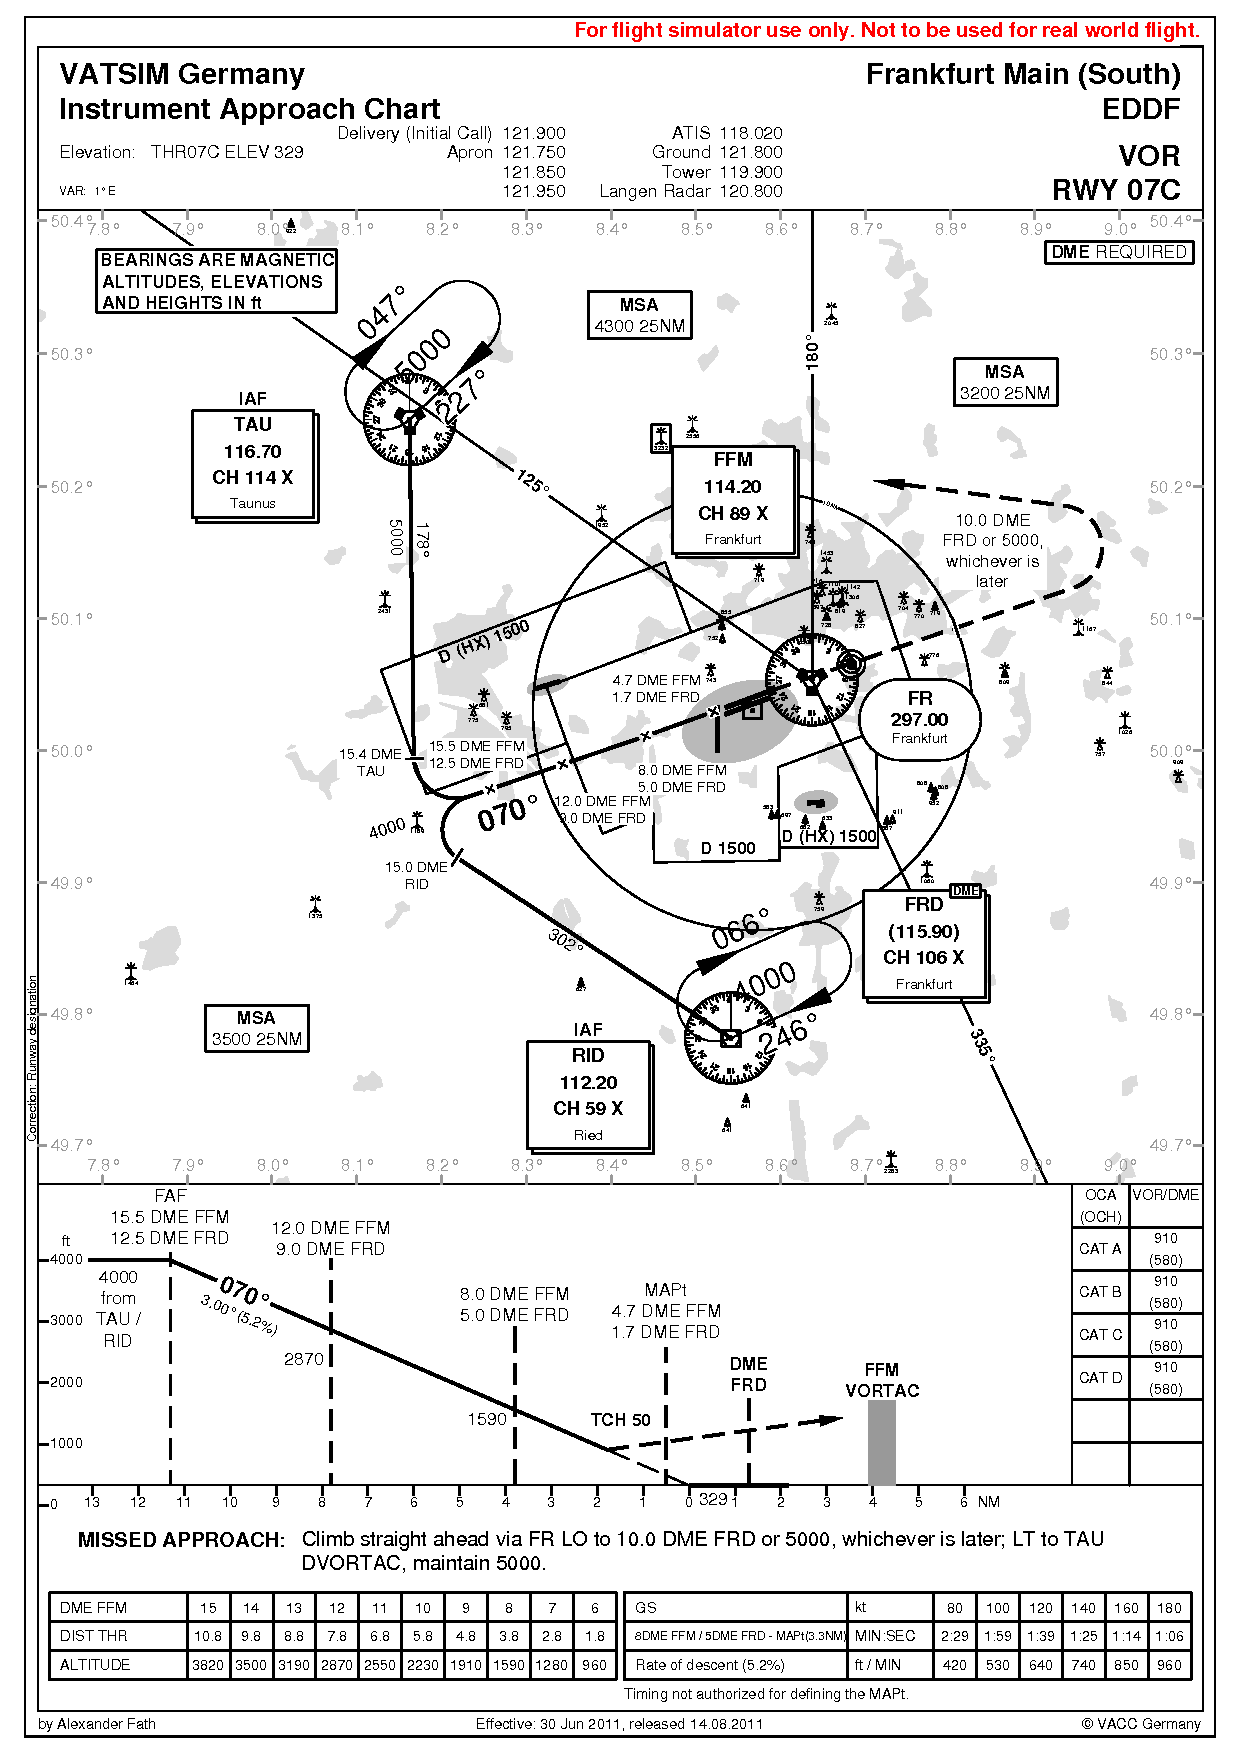 For flight simulator use only. Not to be used for real world flight.
VATSIM Germany
Instrument Approach Chart
Frankfurt Main (South)
EDDF
VOR
RWY 07C
Elevation: THR07C ELEV 329
VAR: 1° E
Delivery (Initial Call) 121.900
Apron 121.750
121.850
121.950
ATIS 118.020
Ground 121.800
Tower 119.900
Langen Radar 120.800
50.4° 7.8° 7.9° 8.0° 8.1° 8.2° 8.3° 8.4° 8.5° 8.6° 8.7° 8.8° 8.9° 9.0° 50.4°
BEARINGS ARE MAGNETIC
ALTITUDES, ELEVATIONS
AND HEIGHTS IN ft
DME REQUIRED
MSA
4300 25NM
MSA
3200 25NM
50.3° 50.3°
047°
5000
227°
180°
IAF
TAU
116.70
CH 114 X
Taunus
FFM
114.20
CH 89 X
Frankfurt
125°
50.2° 50.2°
5000
178°
10.0 DME
FRD or 5000,
whichever is
later
50.1° 50.1°
D (HX) 1500
4.7 DME FFM
1.7 DME FRD
FR
297.00
Frankfurt
50.0° 50.0°
15.4 DME
TAU
15.5 DME FFM
12.5 DME FRD
8.0 DME FFM
5.0 DME FRD
12.0 DME FFM
9.0 DME FRD
070°
4000
15.0 DME
RID
D 1500
D (HX) 1500
49.9° 49.9°
302°
066°
4000
246°
DME
FRD
(115.90)
CH 106 X
Frankfurt
335°
49.8° 49.8°
MSA
3500 25NM
IAF
RID
112.20
CH 59 X
Ried
Correction: Runway designation
49.7° 49.7°
7.8° 7.9° 8.0° 8.1° 8.2° 8.3° 8.4° 8.5° 8.6° 8.7° 8.8° 8.9° 9.0°
FAF
15.5 DME FFM
12.5 DME FRD
12.0 DME FFM
9.0 DME FRD
8.0 DME FFM
5.0 DME FRD
MAPt
4.7 DME FFM
1.7 DME FRD
DME
FRD
FFM
VORTAC
ft
4000
3000
2000
1000
0
4000
from
TAU /
RID
070°
3.00° (5.2%)
2870
1590
TCH 50
329
13 12 11 10 9 8 7 6 5 4 3 2 1 0 1 2 3 4 5 6 NM
OCA (OCH) VOR/DME
CAT A 910 (580)
CAT B 910 (580)
CAT C 910 (580)
CAT D 910 (580)
MISSED APPROACH: Climb straight ahead via FR LO to 10.0 DME FRD or 5000, whichever is later; LT to TAU
DVORTAC, maintain 5000.
DME FFM 15 14 13 12 11 10 9 8 7 6
DIST THR 10.8 9.8 8.8 7.8 6.8 5.8 4.8 3.8 2.8 1.8
ALTITUDE 3820 3500 3190 2870 2550 2230 1910 1590 1280 960
GS kt 80 100 120 140 160 180
8DME FFM / 5DME FRD - MAPt(3.3NM) MIN:SEC 2:29 1:59 1:39 1:25 1:14 1:06
Rate of descent (5.2%) ft / MIN 420 530 640 740 850 960
Timing not authorized for defining the MAPt.
by Alexander Fath
Effective: 30 Jun 2011, released 14.08.2011
© VACC Germany